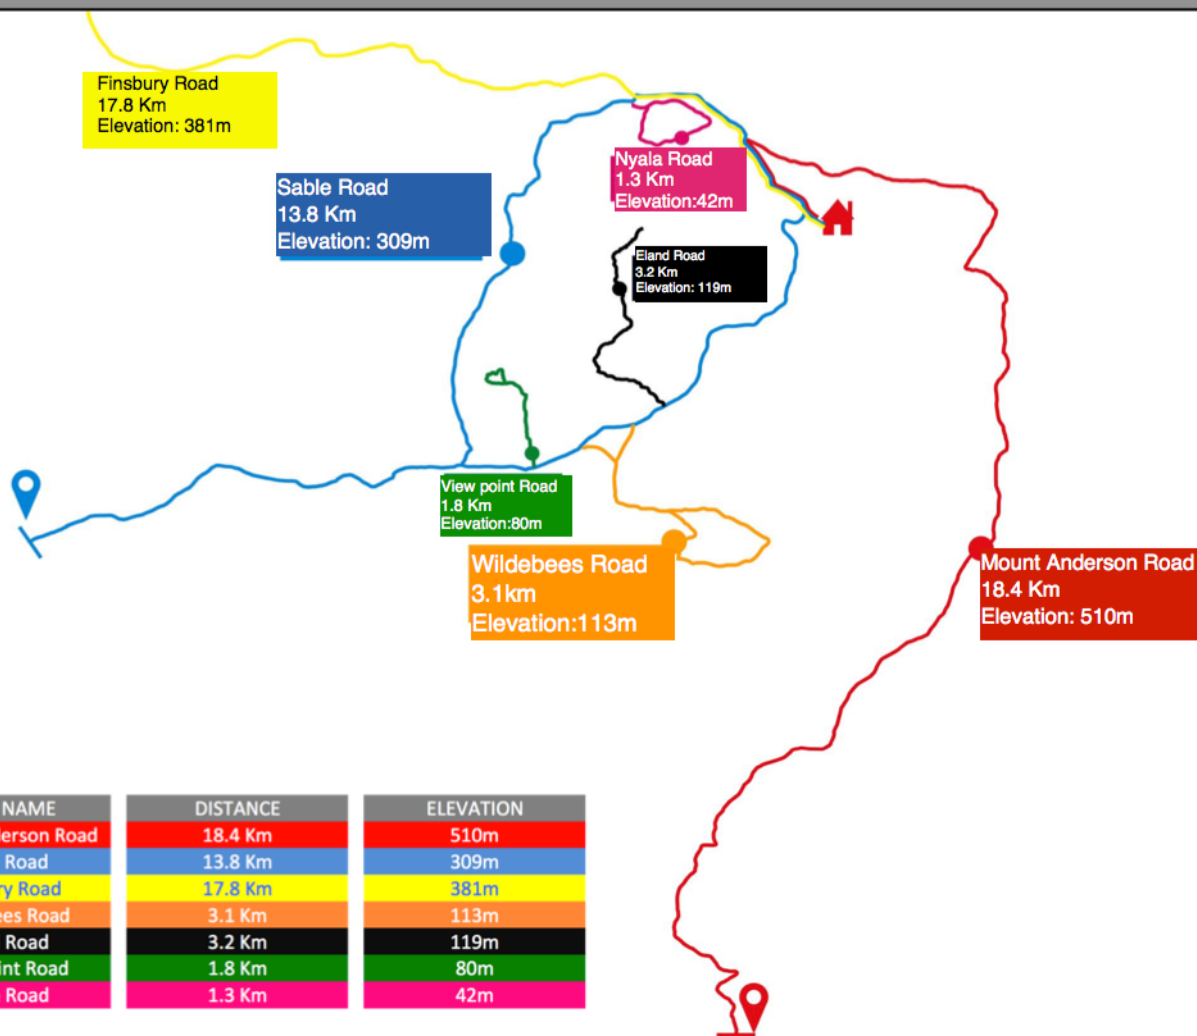 Finsbury Road
17.8 Km
Elevation: 381m
Sable Road
13.8 Km
Elevation: 309m
Nyala Road
1.3 Km
Elevation:42m
Eland Road
3.2 Km
Elevation: 119m
View point Road
1.8 Km
Elevation:80m
Wildebees Road
3.1km
Elevation:113m
Mount Anderson Road
18.4 Km
Elevation: 510m
NAME DISTANCE ELEVATION
erson Road 18.4 Km 510m
Road 13.8 Km 309m
ry Road 17.8 Km 381m
ees Road 3.1 Km 113m
Road 3.2 Km 119m
int Road 1.8 Km 80m
Road 1.3 Km 42m